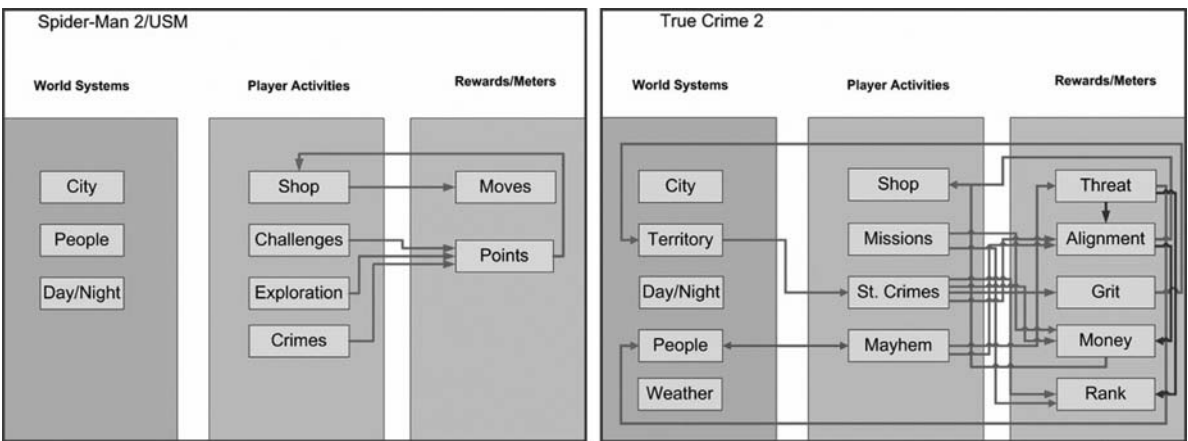 Spider-Man 2/USM
World Systems
Player Activities
Rewards/Meters
City
People
Day/Night
Shop
Challenges
Exploration
Crimes
Moves
Points
True Crime 2
World Systems
Player Activities
Rewards/Meters
City
Territory
Day/Night
People
Weather
Shop
Missions
St. Crimes
Mayhem
Threat
Alignment
Grit
Money
Rank